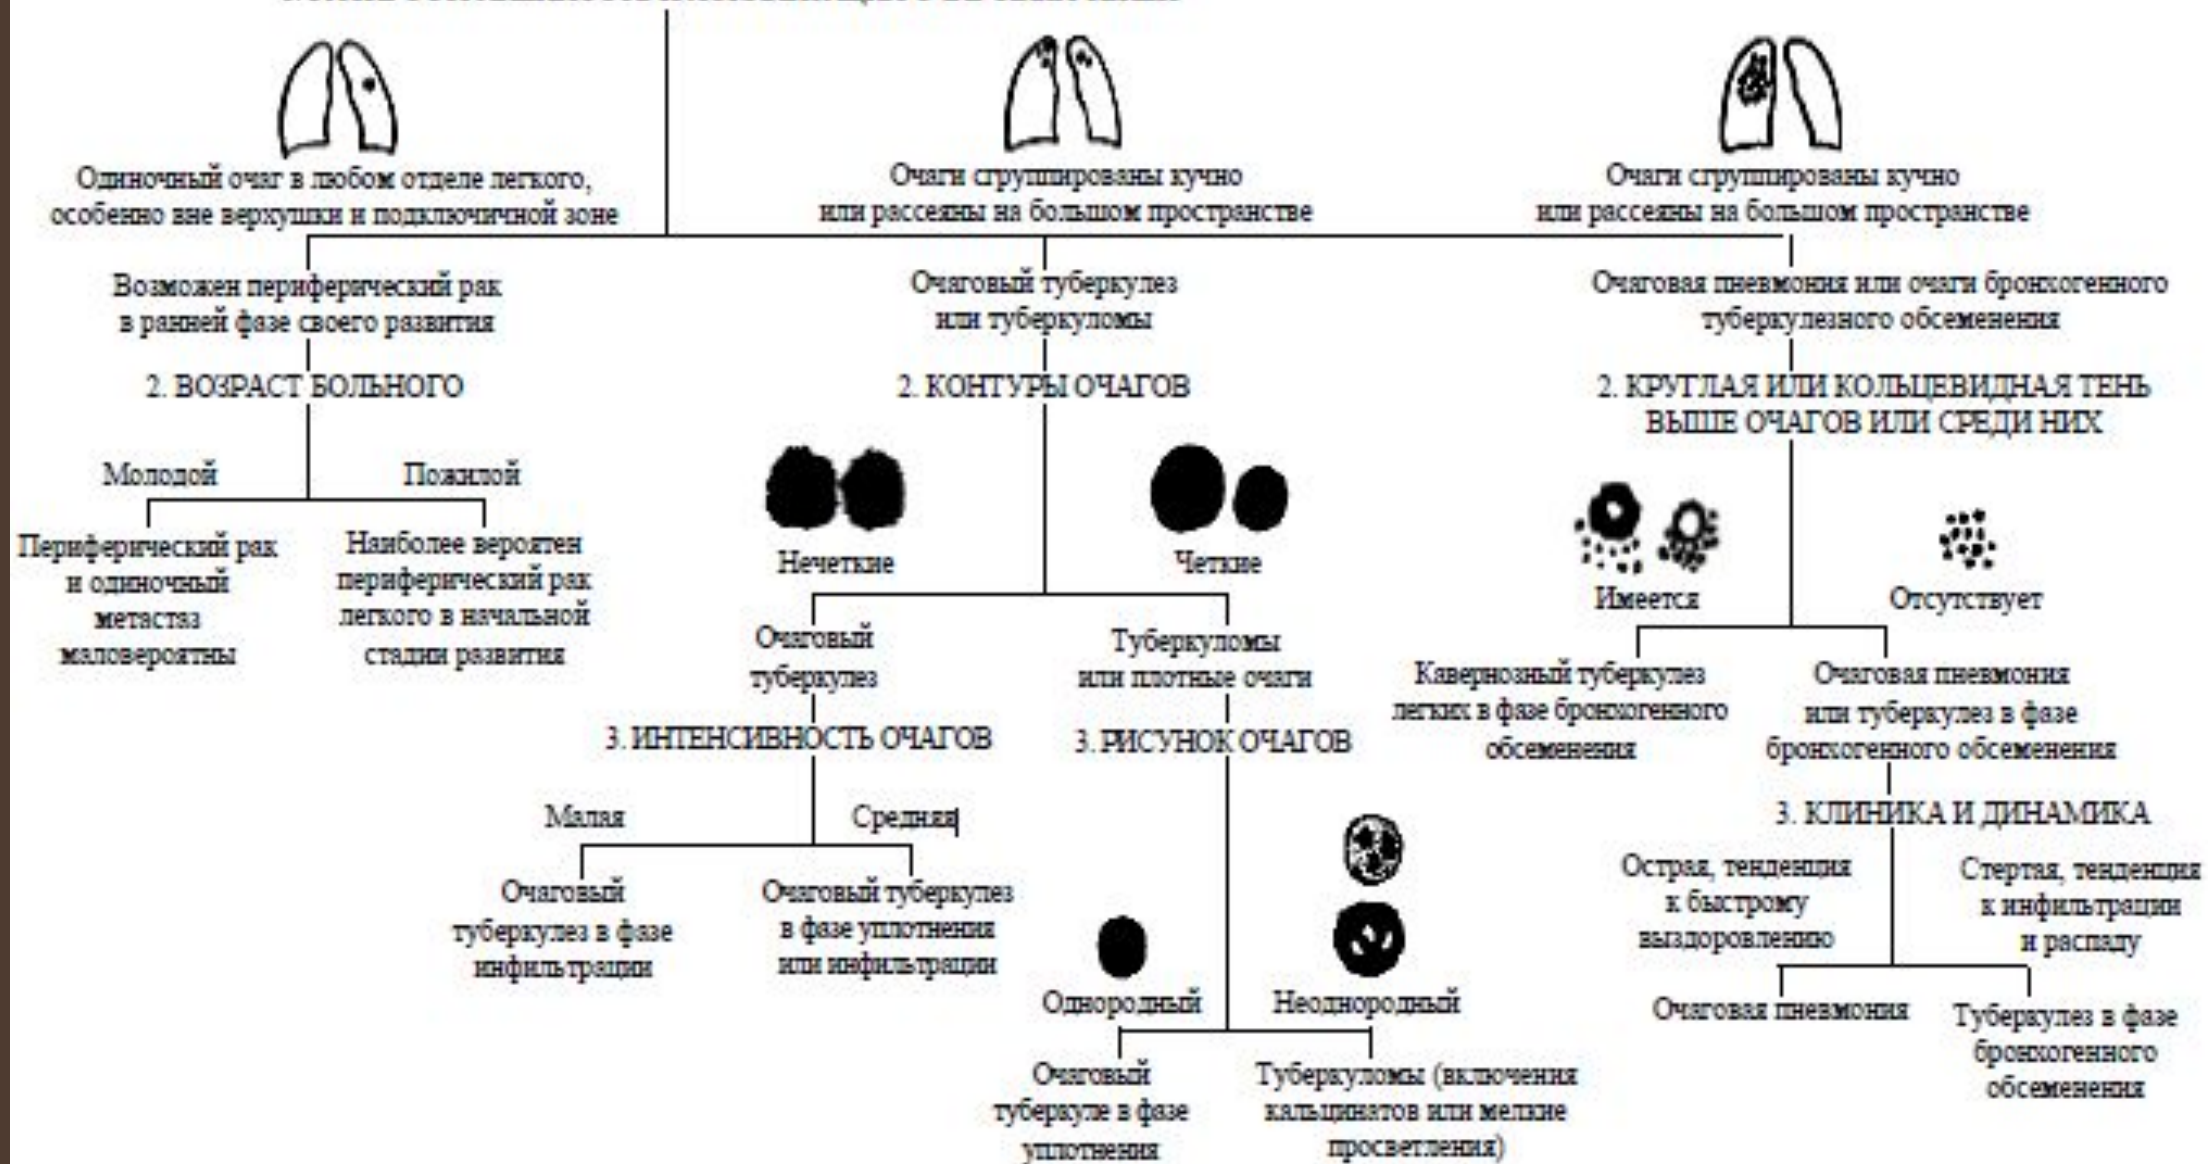 Одиночный очаг в любом отделе легкого,
особенно вне верхушки и подключичной зоне
Очаги сгруппированы кучно
или рассеяны на большом пространстве
Очаги сгруппированы кучно
или рассеяны на большом пространстве
Возможен периферический рак
в ранней фазе своего развития
Очаговый туберкулез
или туберкуломы
Очаговая пневмония или очаги бронхогенного
туберкулезного обсеменения
2. ВОЗРАСТ БОЛЬНОГО
2. КОНТУРЫ ОЧАГОВ
2. КРУГЛАЯ ИЛИ КОЛЬЦЕВИДНАЯ ТЕНЬ
ВЫШЕ ОЧАГОВ ИЛИ СРЕДИ НИХ
Молодой
Пожилой
Периферический рак
и одиночный
метастаз
маловероятны
Наиболее вероятен
периферический рак
легкого в начальной
стадии развития
Нечеткие
Четкие
Имеется
Отсутствует
Очаговый
туберкулез
Туберкуломы
или плотные очаги
Кавернозный туберкулез
легких в фазе бронхогенного
обсеменения
Очаговая пневмония
или туберкулез в фазе
бронхогенного обсеменения
3. ИНТЕНСИВНОСТЬ ОЧАГОВ
3. РИСУНОК ОЧАГОВ
3. КЛИНИКА И ДИНАМИКА
Малая
Средняя
Очаговый
туберкулез в фазе
инфильтрации
Очаговый туберкулез
в фазе уплотнения
или инфильтрации
Острая, тенденция
к быстрому
выздоровлению
Стертая, тенденция
к инфильтрации
и распаду
Однородный
Неоднородный
Очаговая пневмония
Туберкулез в фазе
бронхогенного
обсеменения
Очаговый
туберкуле в фазе
уплотнения
Туберкуломы (включения
кальцинатов или мелкие
просветления)